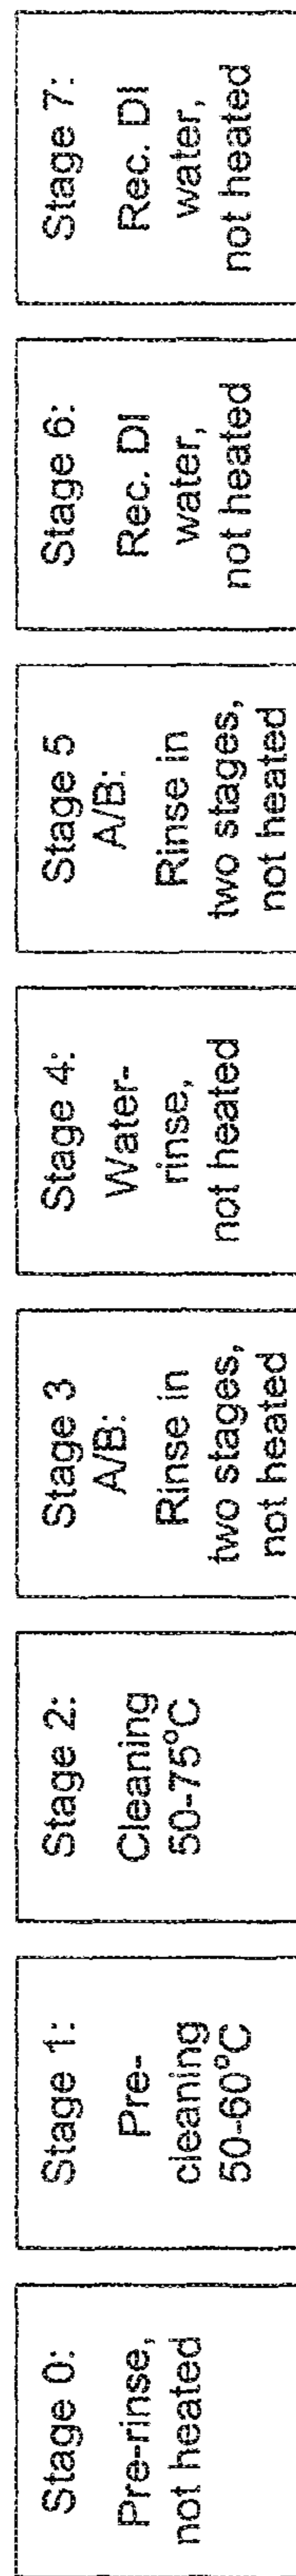 Stage 0:
Pre-rinse,
not heated
Stage 1:
Pre-
cleaning
50-60°C
Stage 2:
Cleaning
50-75°C
Stage 3
A/B:
Rinse in
two stages,
not heated
Stage 4:
Water-
rinse,
not heated
Stage 5
A/B:
Rinse in
two stages,
not heated
Stage 6:
Rec. DI
water,
not heated
Stage 7:
Rec. DI
water,
not heated